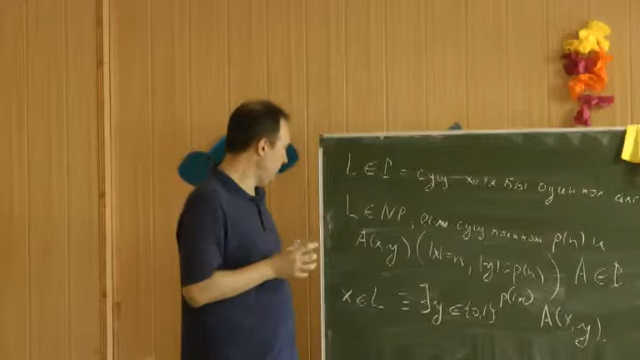 L ∈ P = сущ хотя бы один пол алг
L ∈ NP, если сущ полином p(n) и
A(x,y) (|x|=n, |y|=p(n)) A ∈ P
x ∈ L ≡ ∃y ∈ {0,1}^p(|x|) A(x,y).